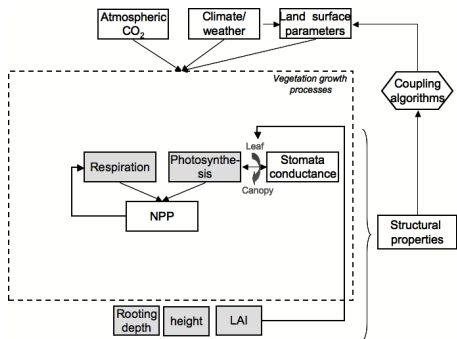 Atmospheric
CO2
Climate/
weather
Land surface
parameters
Vegetation growth
processes
Coupling
algorithms
Leaf
Respiration
Photosynthe-
sis
Stomata
conductance
Canopy
NPP
Structural
properties
Rooting
depth
height
LAI